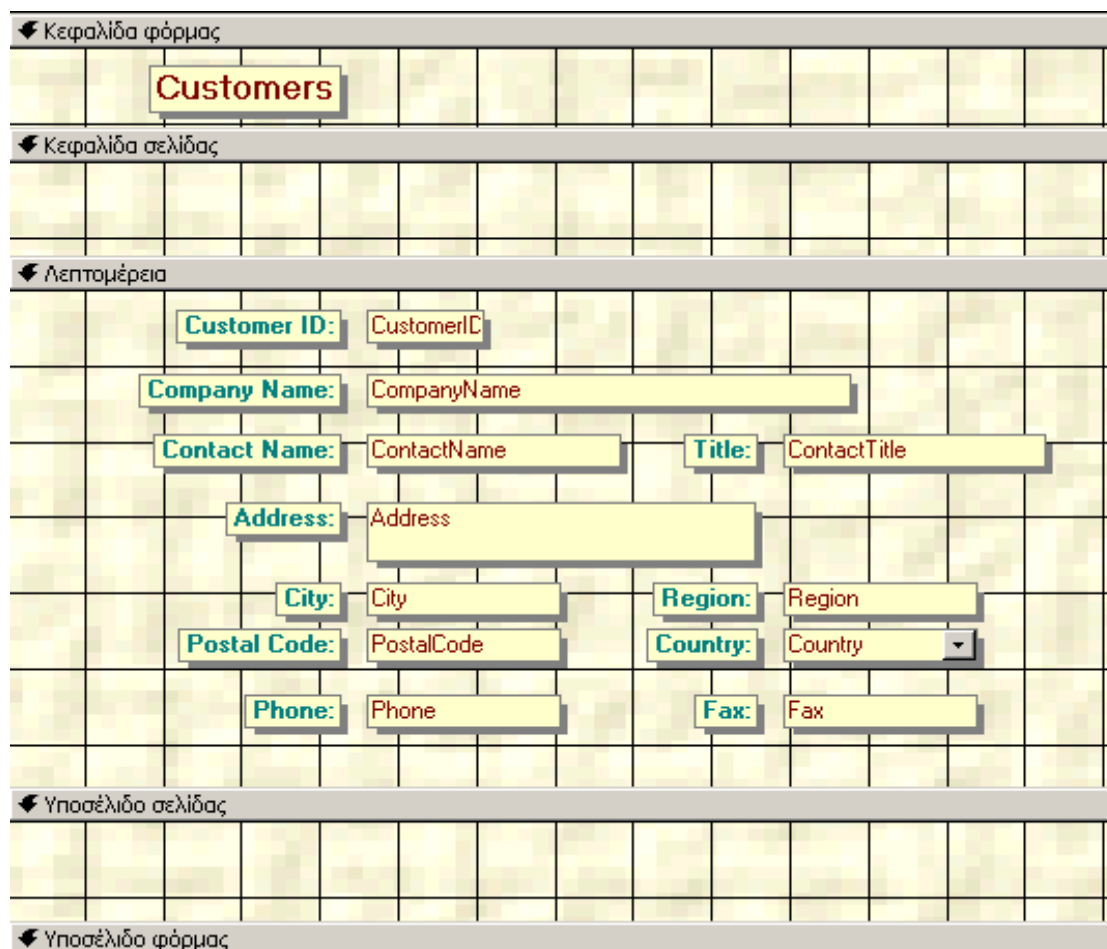 Κεφαλίδα φόρμας
Customers
Κεφαλίδα σελίδας
Λεπτομέρεια
Customer ID: CustomerID
Company Name: CompanyName
Contact Name: ContactName Title: ContactTitle
Address: Address
City: City Region: Region
Postal Code: PostalCode Country: Country
Phone: Phone Fax: Fax
Υποσέλιδο σελίδας
Υποσέλιδο φόρμας